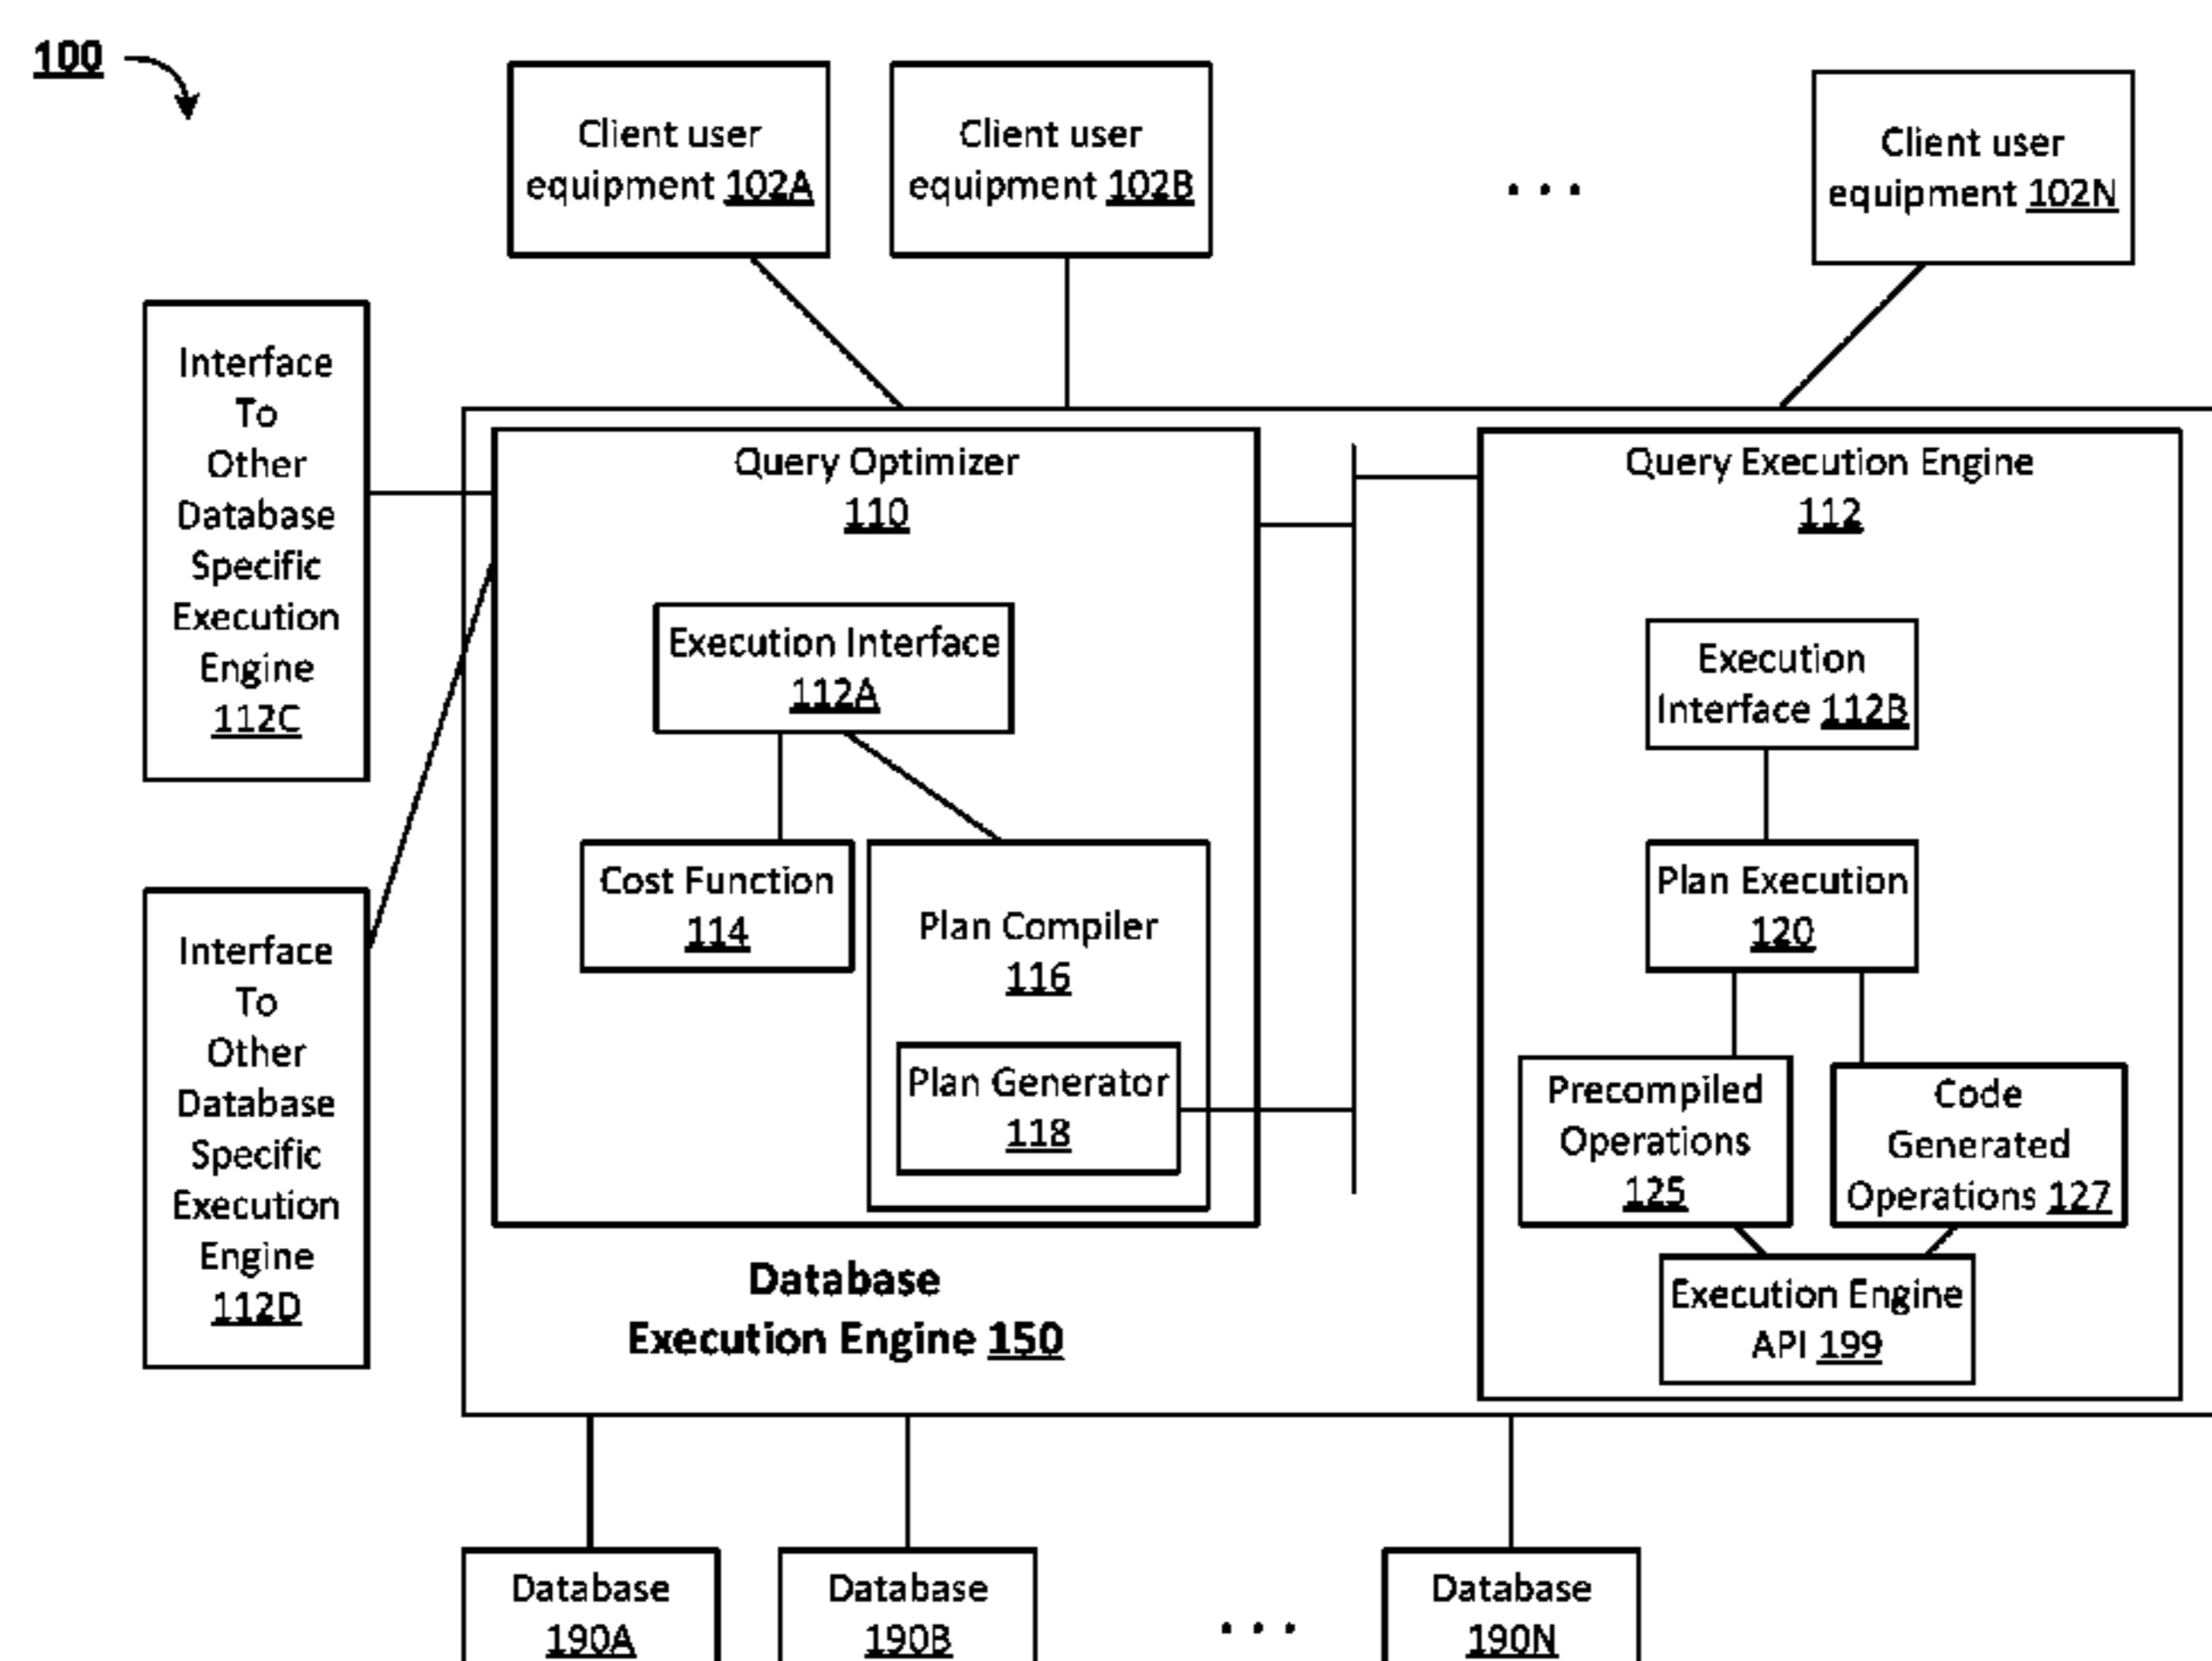 100
Client user
equipment 102A
Client user
equipment 102B
. . .
Client user
equipment 102N
Interface
To
Other
Database
Specific
Execution
Engine
112C
Interface
To
Other
Database
Specific
Execution
Engine
112D
Query Optimizer
110
Execution Interface
112A
Cost Function
114
Plan Compiler
116
Plan Generator
118
Database
Execution Engine 150
Query Execution Engine
112
Execution
Interface 112B
Plan Execution
120
Precompiled
Operations
125
Code
Generated
Operations 127
Execution Engine
API 199
Database
190A
Database
190B
. . .
Database
190N